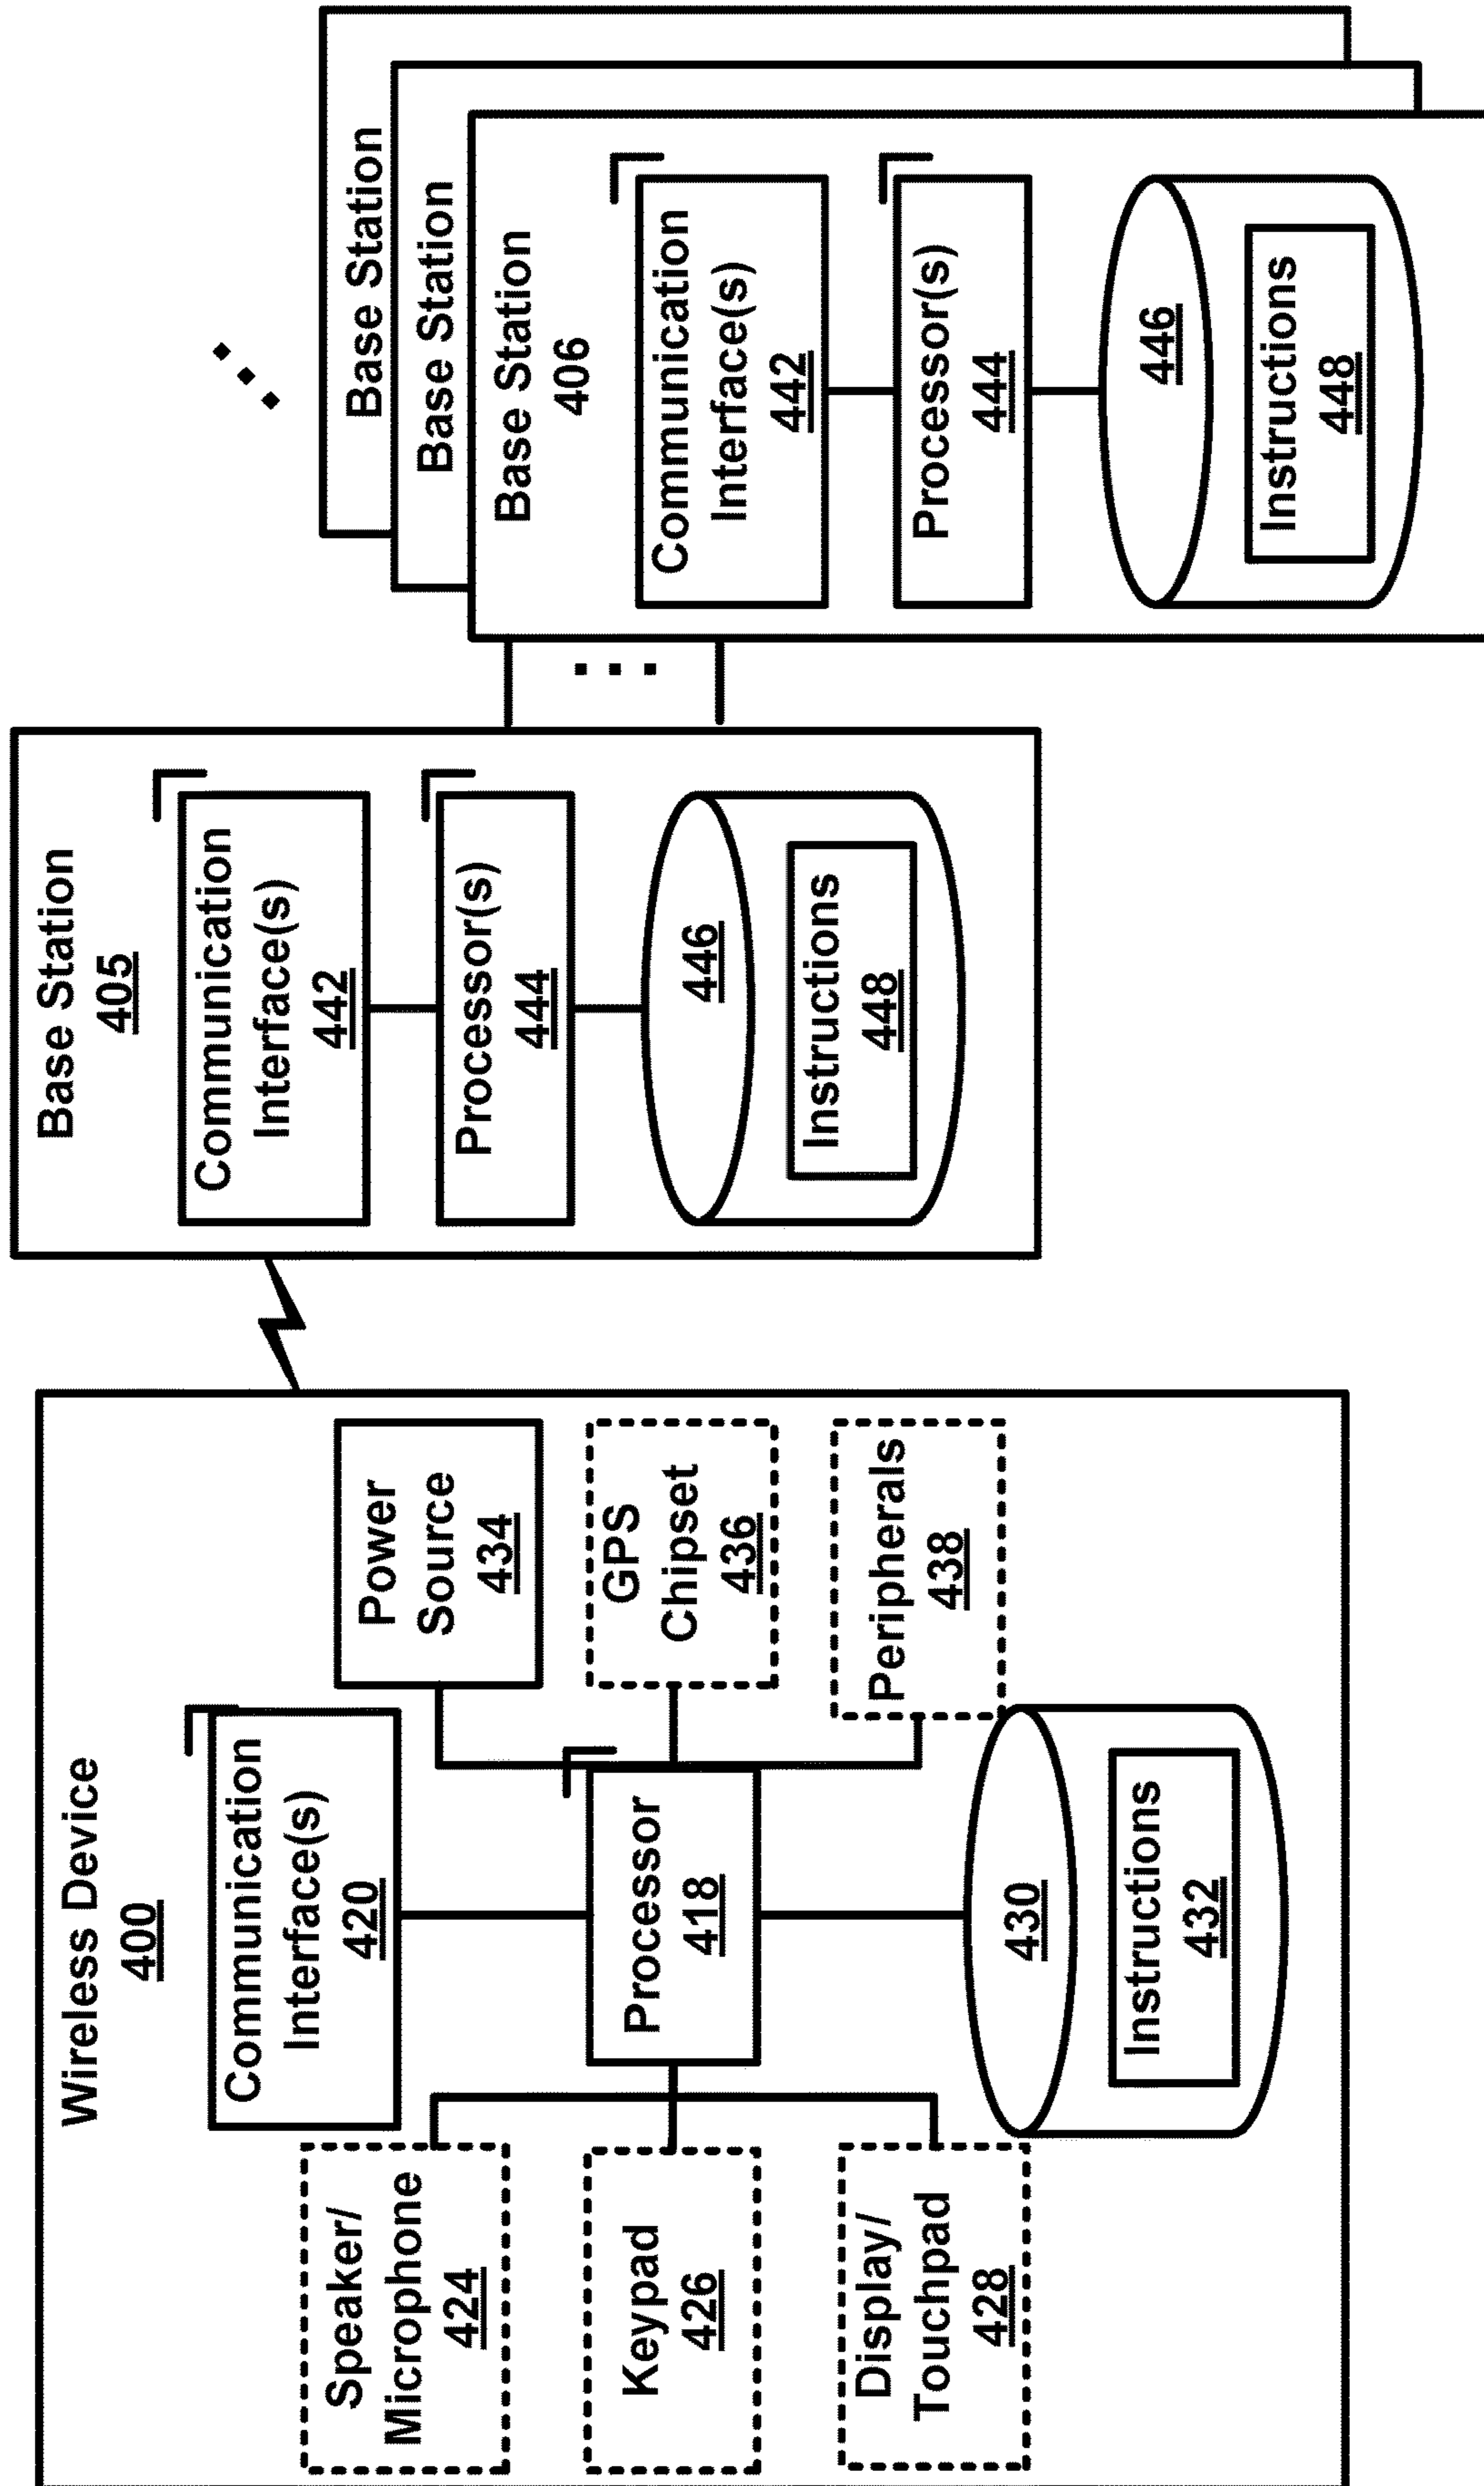 Wireless Device
400
Communication
Interface(s)
420
Speaker/
Microphone
424
Keypad
426
Display/
Touchpad
428
Processor
418
Power
Source
434
GPS
Chipset
436
Peripherals
438
430
Instructions
432
Base Station
405
Communication
Interface(s)
442
Processor(s)
444
446
Instructions
448
Base Station
Base Station
Base Station
406
Communication
Interface(s)
442
Processor(s)
444
446
Instructions
448